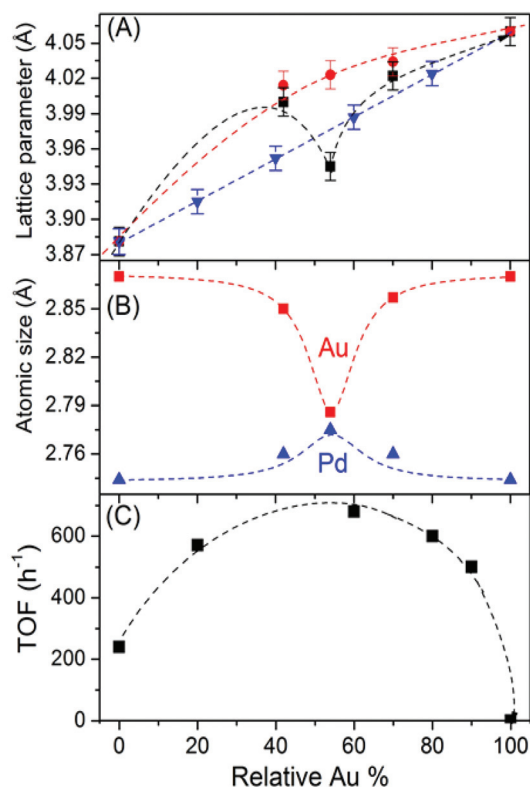 (A)
Lattice parameter (Å)
4.05
4.02
3.99
3.96
3.93
3.90
3.87
(B)
Atomic size (Å)
2.85
2.82
2.79
2.76
Au
Pd
(C)
TOF (h⁻¹)
600
400
200
0
0 20 40 60 80 100
Relative Au %